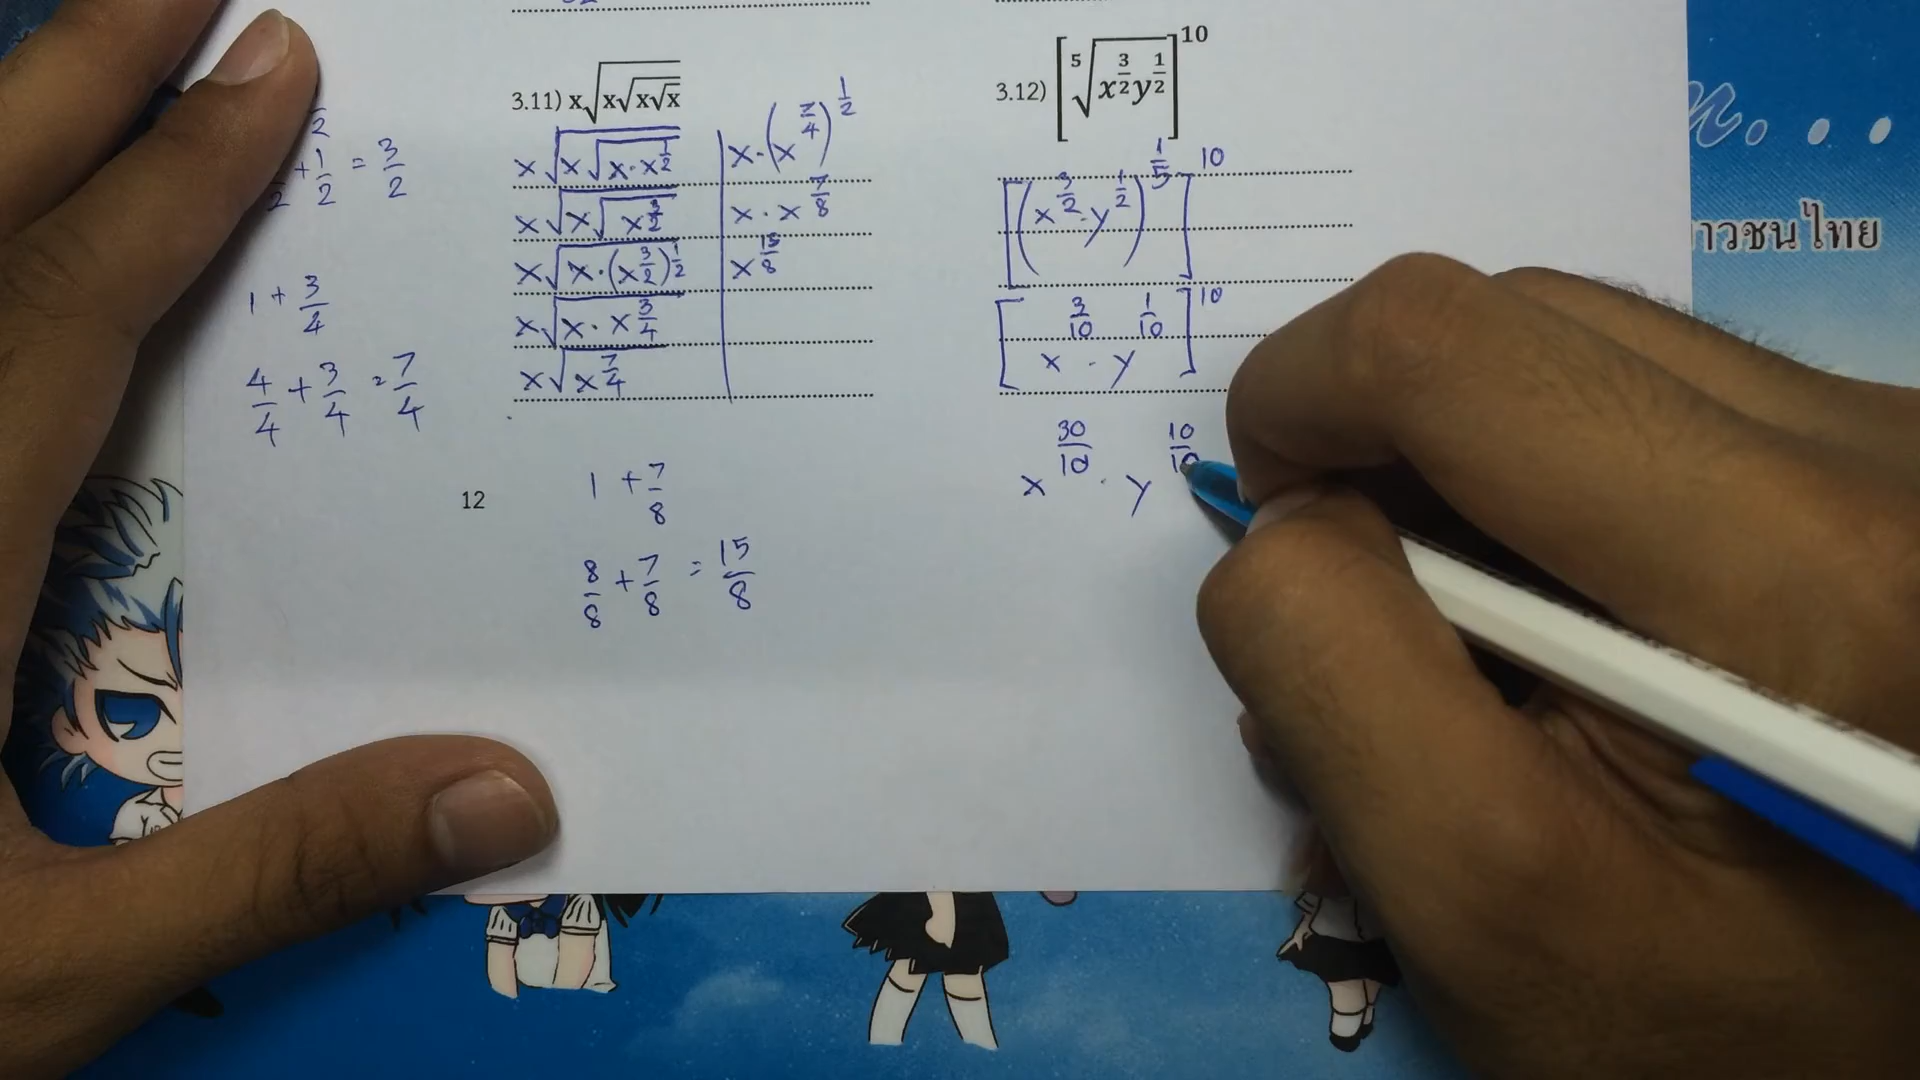 3.11) x√(x√(x√x))
x√(x√(x·x^(1/2)))
x√(x√(x^(3/2)))
x√(x·(x^(3/2))^(1/2))
x√(x·x^(3/4))
x√(x^(7/4))
x·(x^(7/4))^(1/2)
x·x^(7/8)
x^(15/8)
+ 1/2 = 3/2
1 + 3/4
4/4 + 3/4 = 7/4
12
1 + 7/8
8/8 + 7/8 = 15/8
3.12) [⁵√(x^(3/2)y^(1/2))]^10
[(x^(3/2)·y^(1/2))^(1/5)]^10
[x^(3/10)·y^(1/10)]^10
x^(30/10)·y^(10/10)
าวชนไทย